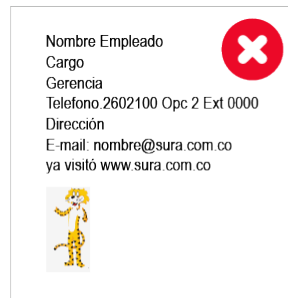 Nombre Empleado
Cargo
Gerencia
Telefono.2602100 Opc 2 Ext 0000
Dirección
E-mail: nombre@sura.com.co
ya visitó www.sura.com.co